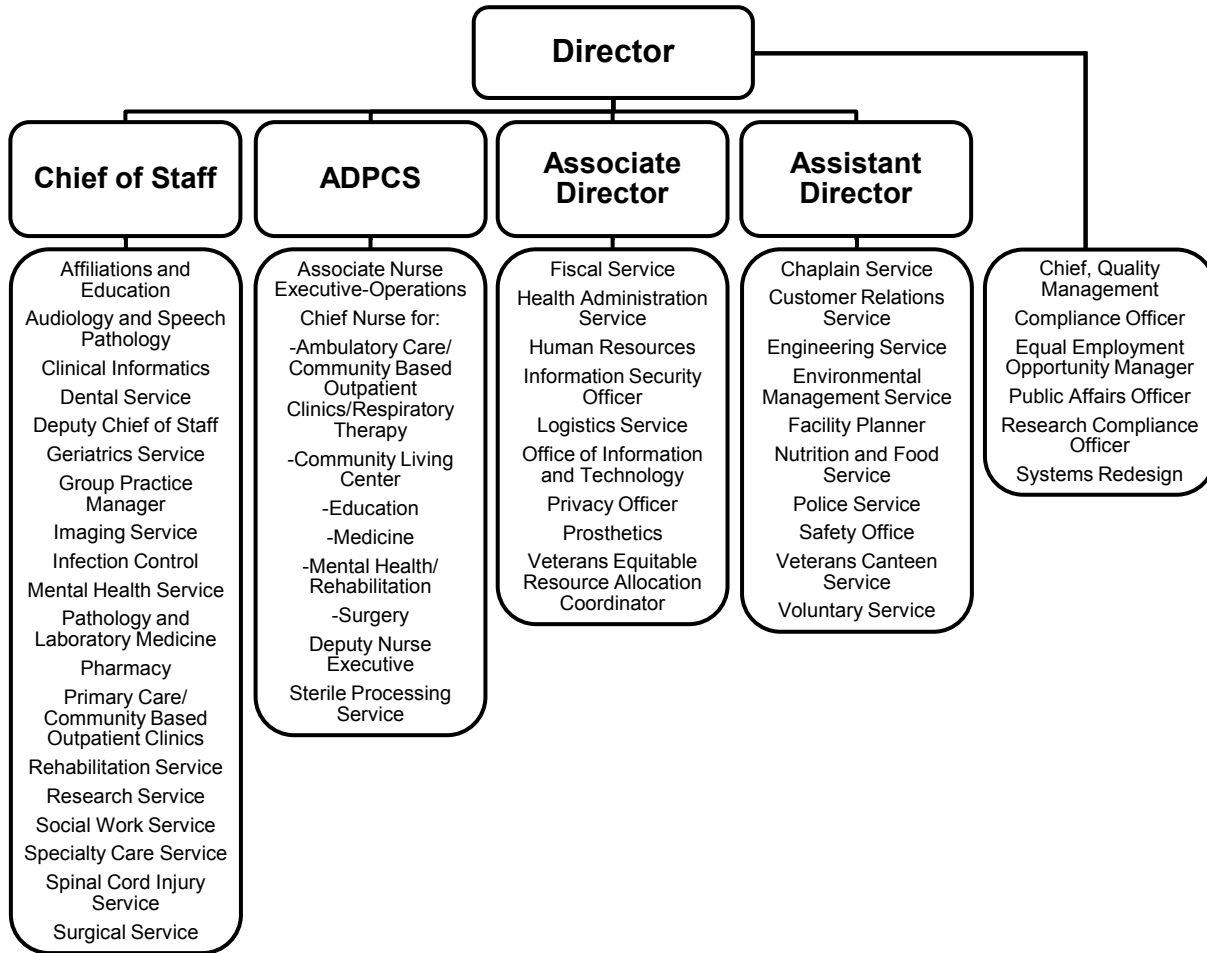 Director
Chief of Staff
ADPCS
Associate
Director
Assistant
Director
Affiliations and
Education
Audiology and Speech
Pathology
Clinical Informatics
Dental Service
Deputy Chief of Staff
Geriatrics Service
Group Practice
Manager
Imaging Service
Infection Control
Mental Health Service
Pathology and
Laboratory Medicine
Pharmacy
Primary Care/
Community Based
Outpatient Clinics
Rehabilitation Service
Research Service
Social Work Service
Specialty Care Service
Spinal Cord Injury
Service
Surgical Service
Associate Nurse
Executive-Operations
Chief Nurse for:
-Ambulatory Care/
Community Based
Outpatient
Clinics/Respiratory
Therapy
-Community Living
Center
-Education
-Medicine
-Mental Health/
Rehabilitation
-Surgery
Deputy Nurse
Executive
Sterile Processing
Service
Fiscal Service
Health Administration
Service
Human Resources
Information Security
Officer
Logistics Service
Office of Information
and Technology
Privacy Officer
Prosthetics
Veterans Equitable
Resource Allocation
Coordinator
Chaplain Service
Customer Relations
Service
Engineering Service
Environmental
Management Service
Facility Planner
Nutrition and Food
Service
Police Service
Safety Office
Veterans Canteen
Service
Voluntary Service
Chief, Quality
Management
Compliance Officer
Equal Employment
Opportunity Manager
Public Affairs Officer
Research Compliance
Officer
Systems Redesign